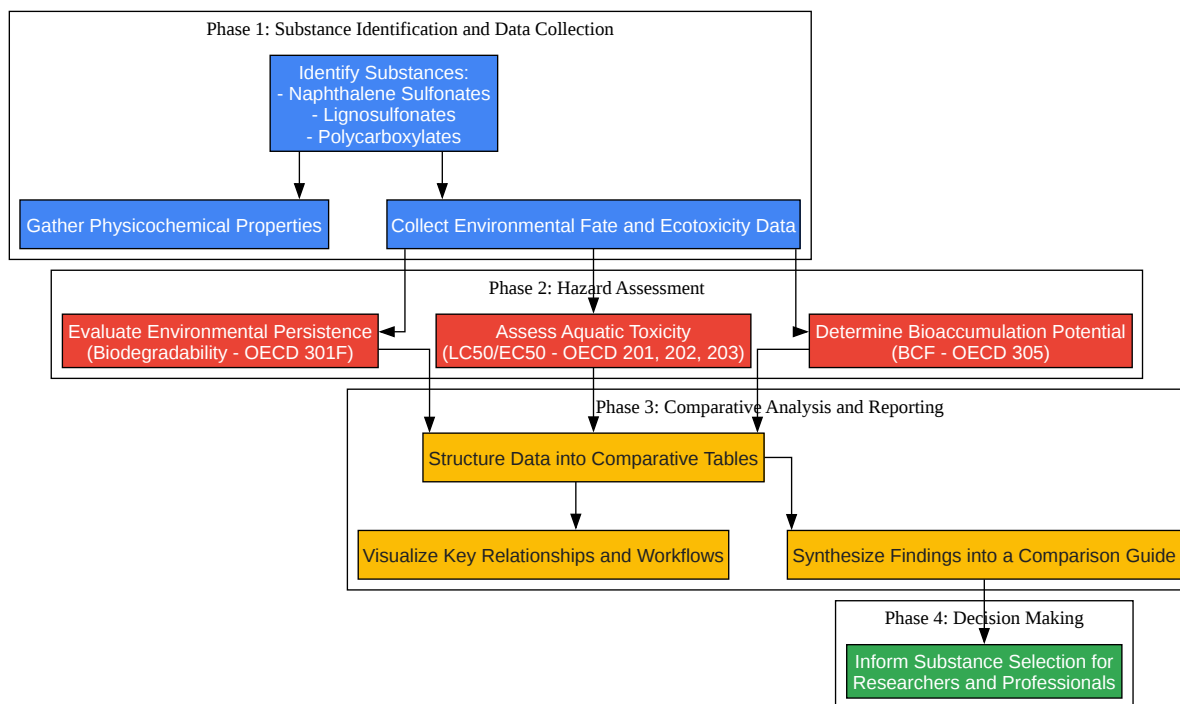 Phase 1: Substance Identification and Data Collection
Identify Substances:
- Naphthalene Sulfonates
- Lignosulfonates
- Polycarboxylates
Gather Physicochemical Properties
Collect Environmental Fate and Ecotoxicity Data
Phase 2: Hazard Assessment
Evaluate Environmental Persistence
(Biodegradability - OECD 301F)
Assess Aquatic Toxicity
(LC50/EC50 - OECD 201, 202, 203)
Determine Bioaccumulation Potential
(BCF - OECD 305)
Phase 3: Comparative Analysis and Reporting
Structure Data into Comparative Tables
Visualize Key Relationships and Workflows
Synthesize Findings into a Comparison Guide
Phase 4: Decision Making
Inform Substance Selection for
Researchers and Professionals